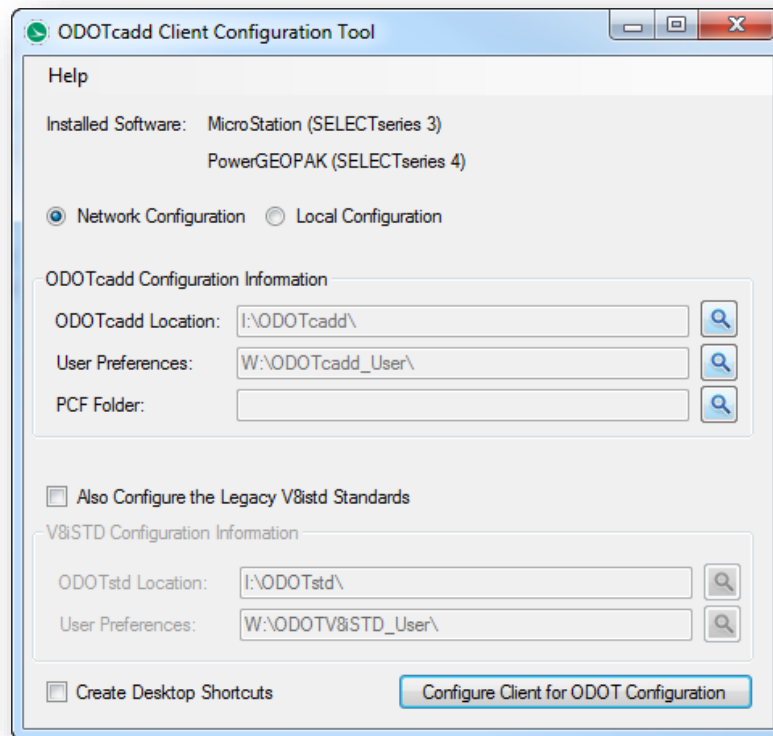 ODOTcadd Client Configuration Tool
Help
Installed Software: MicroStation (SELECTseries 3)
PowerGEOPAK (SELECTseries 4)
Network Configuration Local Configuration
ODOTcadd Configuration Information
ODOTcadd Location: I:\ODOTcadd\
User Preferences: W:\ODOTcadd_User\
PCF Folder:
Also Configure the Legacy V8istd Standards
V8iSTD Configuration Information
ODOTstd Location: I:\ODOTstd\
User Preferences: W:\ODOTV8iSTD_User\
Create Desktop Shortcuts Configure Client for ODOT Configuration